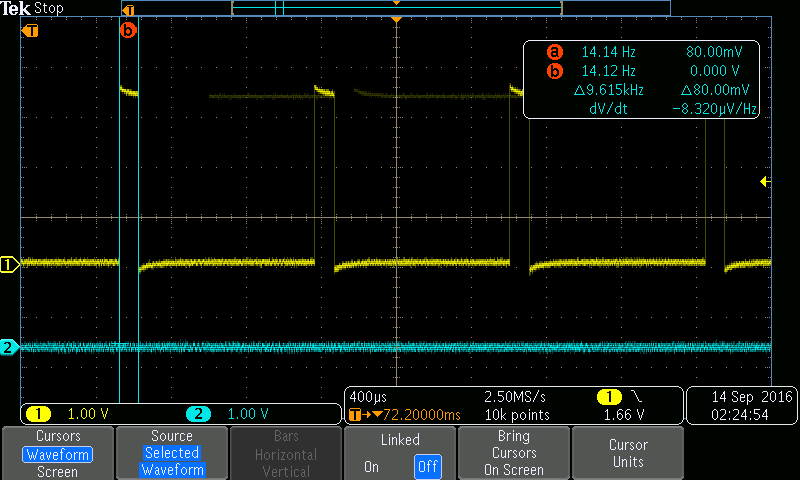 Tek Stop
T
T
b
a 14.14 Hz 80.00mV
b 14.12 Hz 0.000 V
△9.615kHz △80.00mV
dV/dt −8.320µV/Hz
1
2
1 1.00 V 2 1.00 V
400µs 2.50MS/s 1 \
T→▼72.20000ms 10k points 1.66 V
14 Sep 2016
02:24:54
Cursors
Waveform
Screen
Source
Selected
Waveform
Bars
Horizontal
Vertical
Linked
On Off
Bring
Cursors
On Screen
Cursor
Units